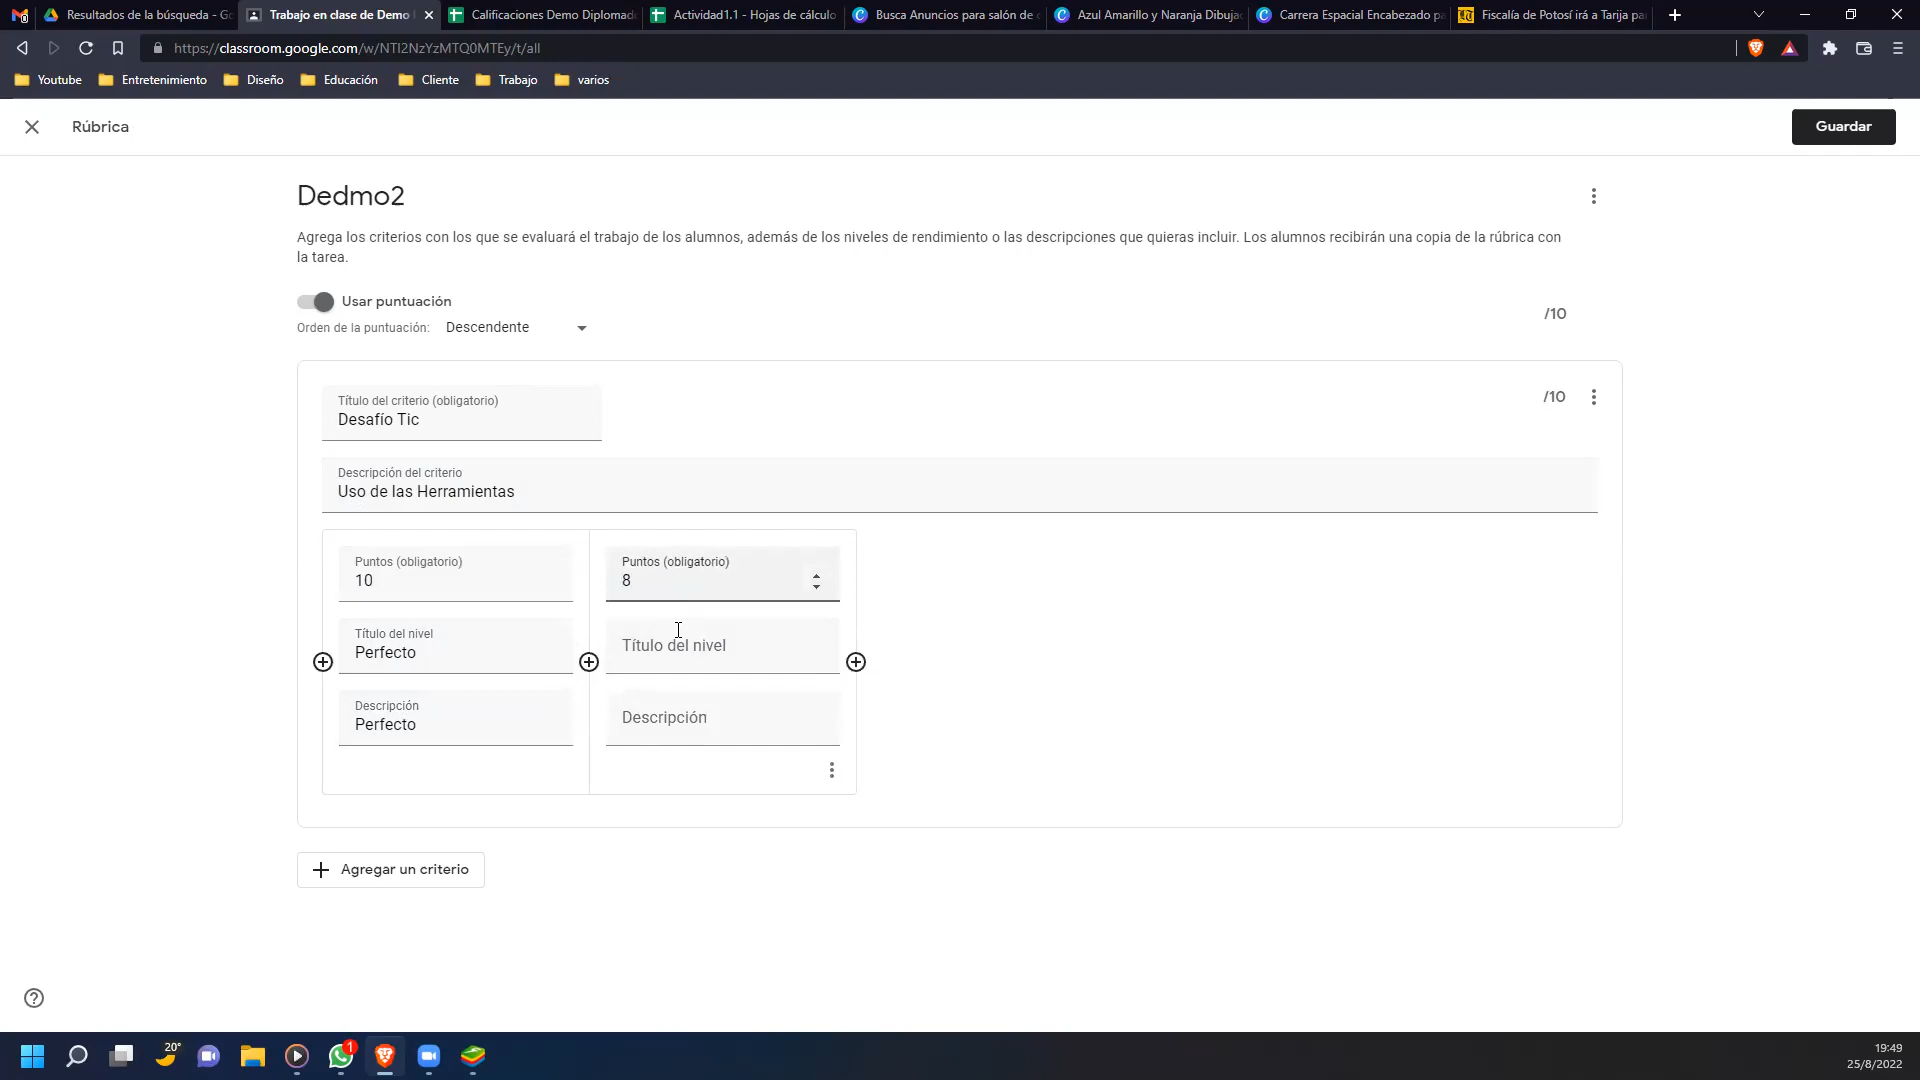 Resultados de la búsqueda - Go
Trabajo en clase de Demo
Calificaciones Demo Diplomad
Actividad1.1 - Hojas de cálculo
Busca Anuncios para salón de c
Azul Amarillo y Naranja Dibuja
Carrera Espacial Encabezado pa
Fiscalía de Potosí irá a Tarija pa
https://classroom.google.com/w/NTI2NzYzMTQ0MTEy/t/all
Youtube
Entretenimiento
Diseño
Educación
Cliente
Trabajo
varios
Rúbrica
Guardar
Dedmo2
Agrega los criterios con los que se evaluará el trabajo de los alumnos, además de los niveles de rendimiento o las descripciones que quieras incluir. Los alumnos recibirán una copia de la rúbrica con
la tarea.
Usar puntuación
Orden de la puntuación: Descendente
/10
Título del criterio (obligatorio)
Desafío Tic
/10
Descripción del criterio
Uso de las Herramientas
Puntos (obligatorio)
10
Título del nivel
Perfecto
Descripción
Perfecto
Puntos (obligatorio)
8
Título del nivel
Descripción
Agregar un criterio
20°
1
19:49
25/8/2022